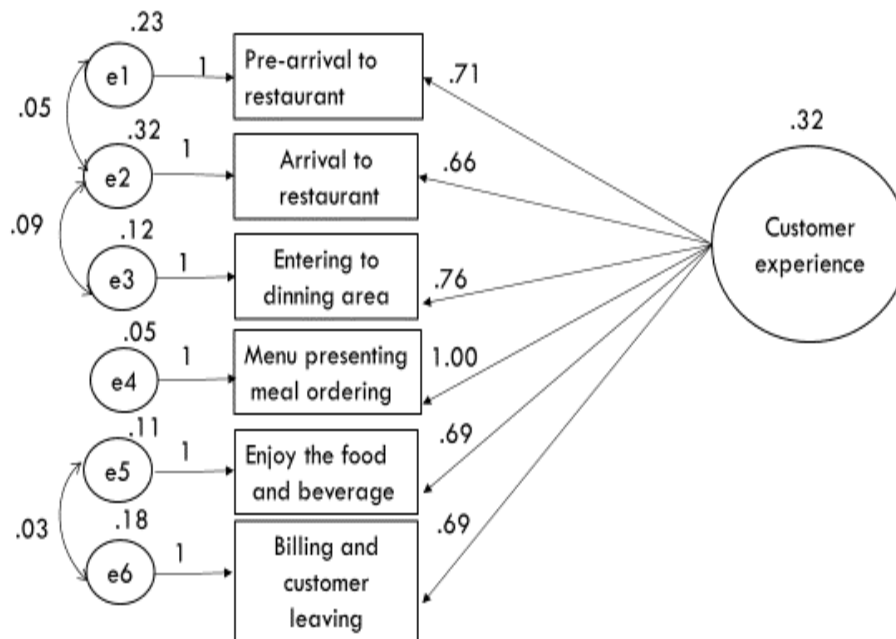 .23
e1
1
Pre-arrival to
restaurant
.71
.05
.32
e2
1
Arrival to
restaurant
.66
.09
.12
e3
1
Entering to
dinning area
.76
.05
e4
1
Menu presenting
meal ordering
1.00
.11
e5
1
Enjoy the food
and beverage
.69
.03
.18
e6
1
Billing and
customer
leaving
.69
.32
Customer
experience